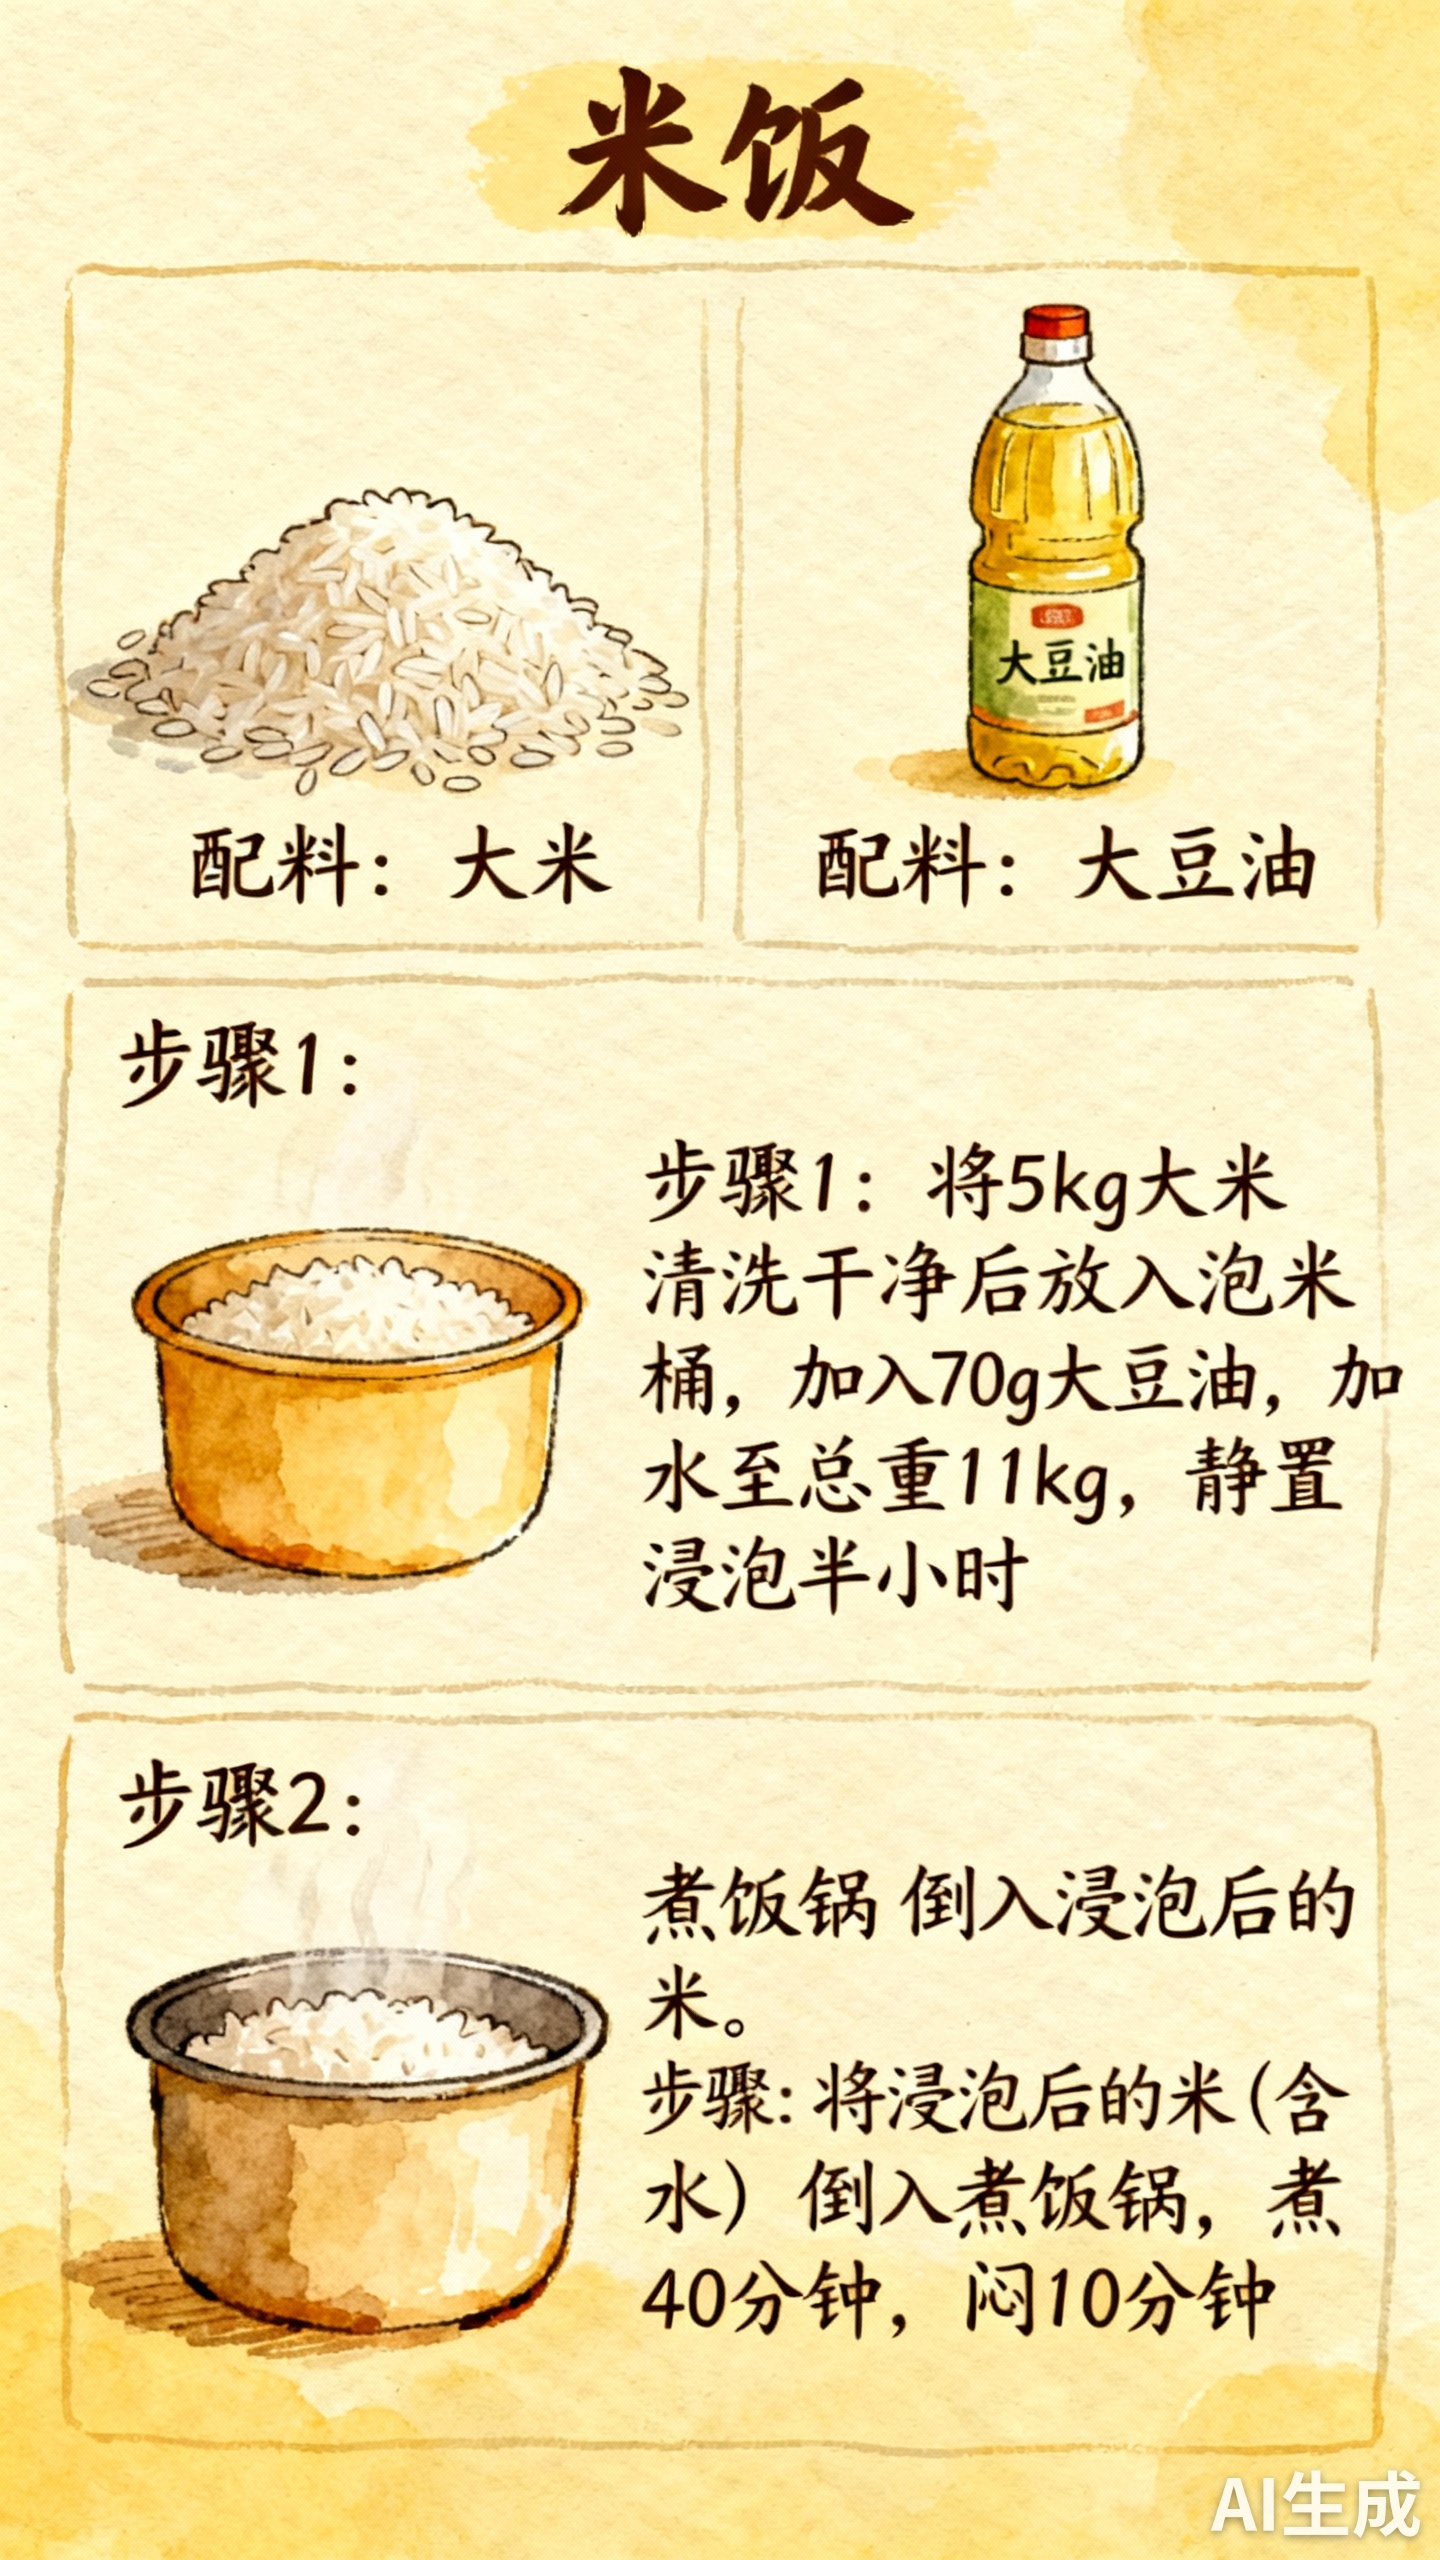 米饭
大豆油
配料：大米
配料：大豆油
步骤1：
步骤1：将5kg大米
清洗干净后放入泡米
桶，加入70g大豆油，加
水至总重11kg，静置
浸泡半小时
步骤2：
煮饭锅 倒入浸泡后的
米。
步骤：将浸泡后的米（含
水）倒入煮饭锅，煮
40分钟，闷10分钟
AI生成